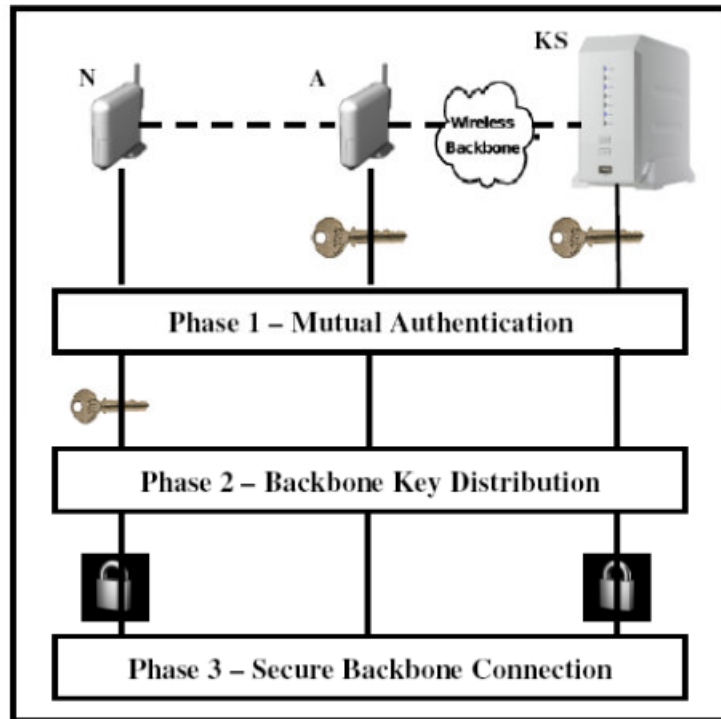 KS
N
A
Wireless
Backbone
Phase 1 – Mutual Authentication
Phase 2 – Backbone Key Distribution
Phase 3 – Secure Backbone Connection